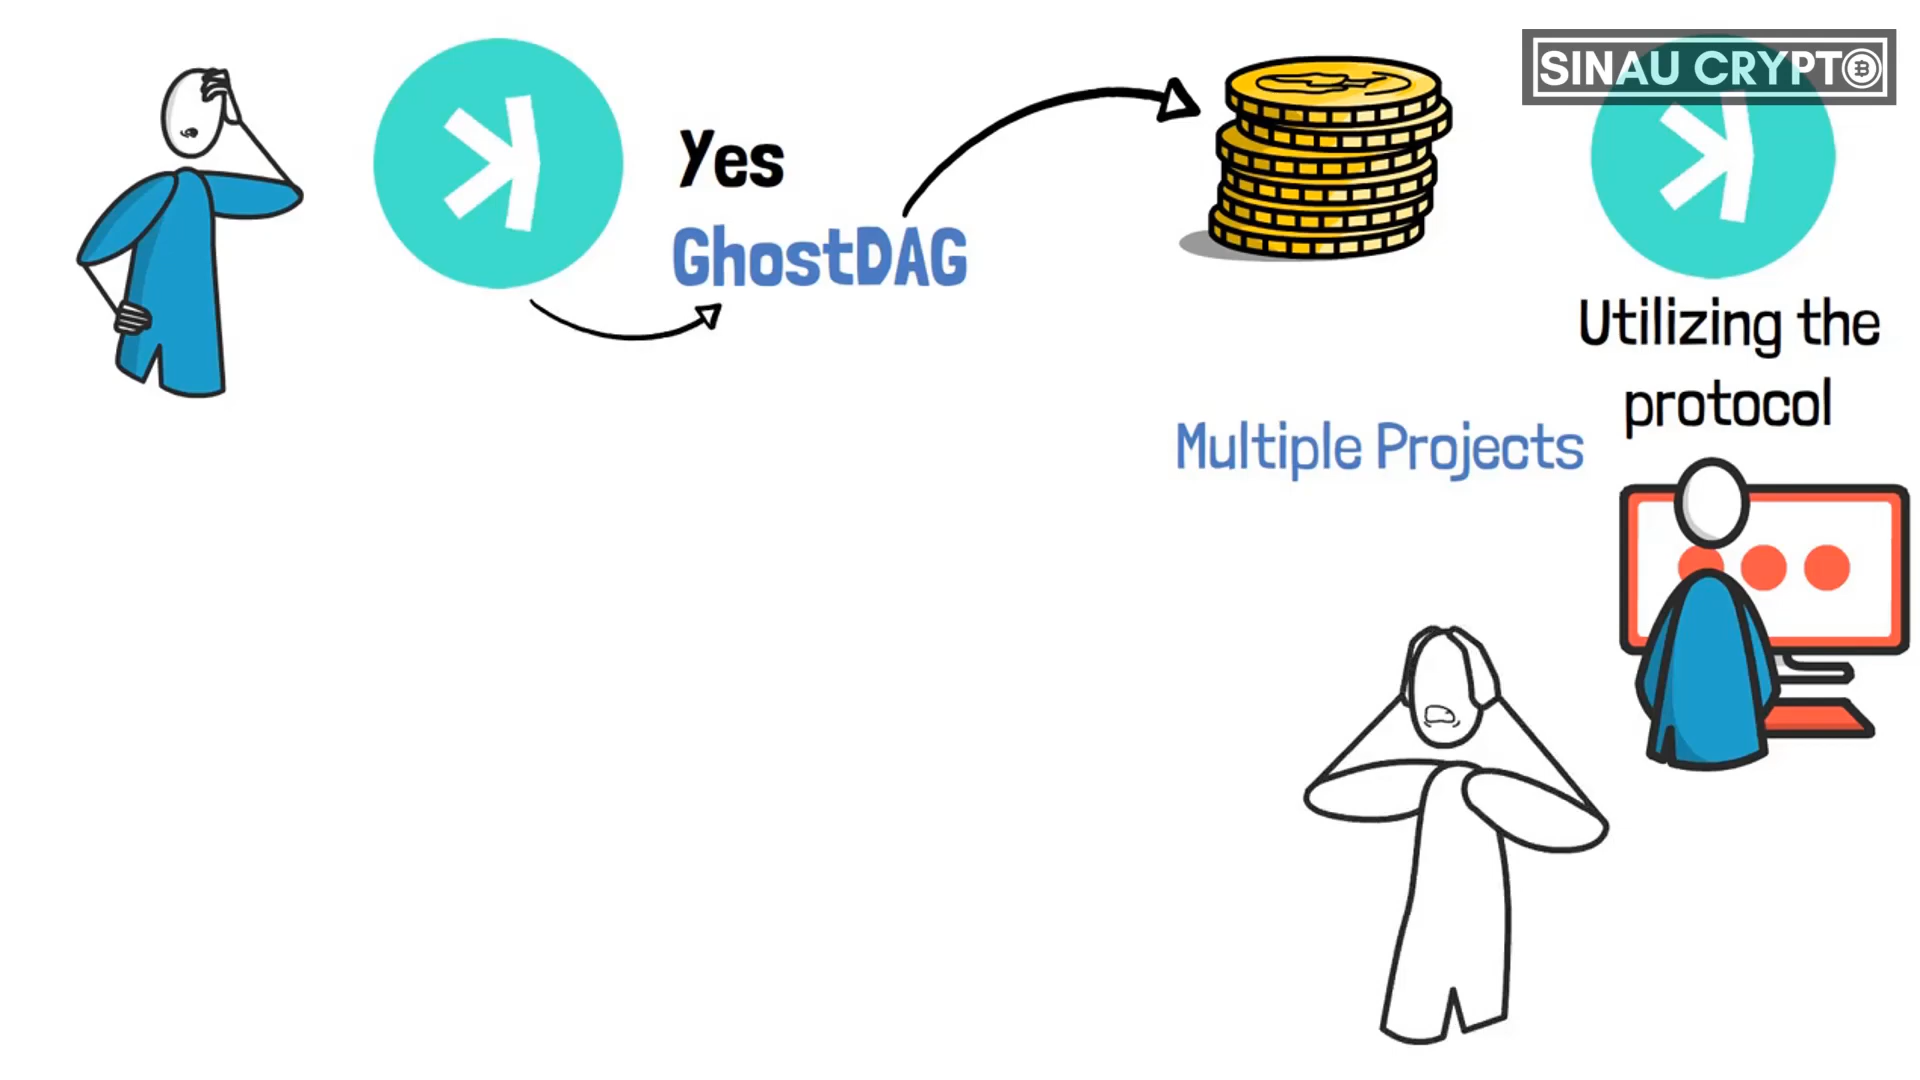 SINAU CRYPTO
Yes
GhostDAG
Utilizing the
protocol
Multiple Projects